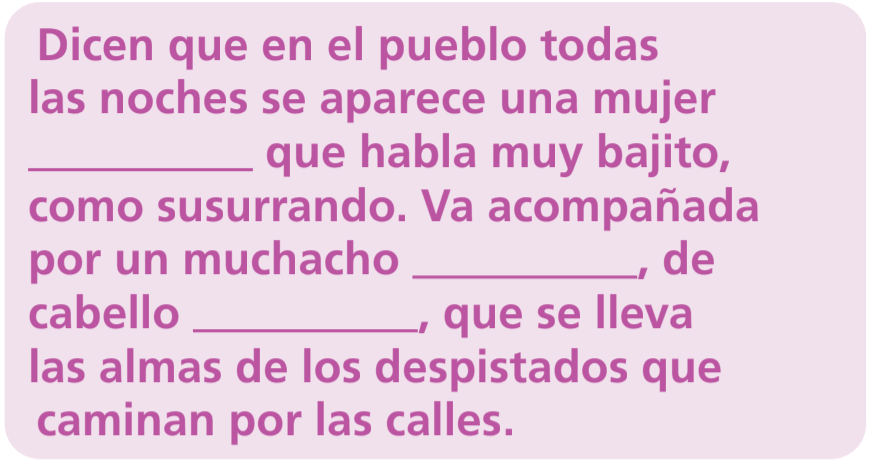 Dicen que en el pueblo todas
las noches se aparece una mujer
__________ que habla muy bajito,
como susurrando. Va acompañada
por un muchacho __________, de
cabello __________, que se lleva
las almas de los despistados que
caminan por las calles.